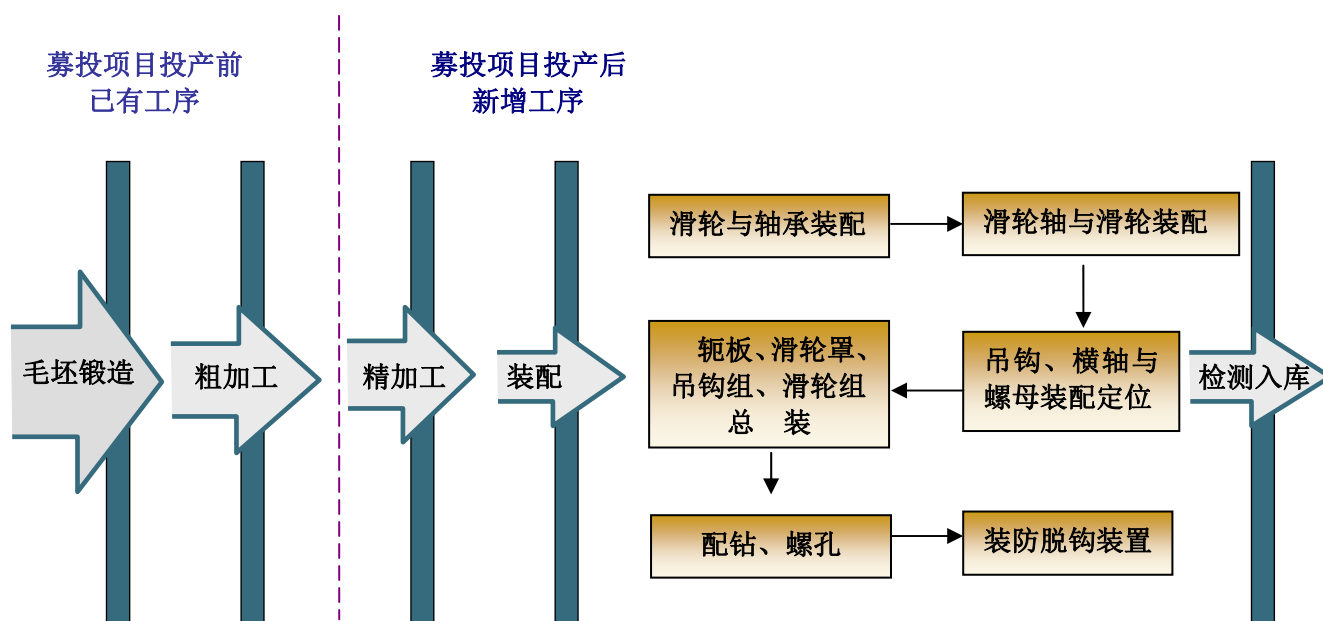 募投项目投产前
已有工序
募投项目投产后
新增工序
毛坯锻造
粗加工
精加工
装配
滑轮与轴承装配
滑轮轴与滑轮装配
吊钩、横轴与
螺母装配定位
轭板、滑轮罩、
吊钩组、滑轮组
总 装
配钻、螺孔
装防脱钩装置
检测入库